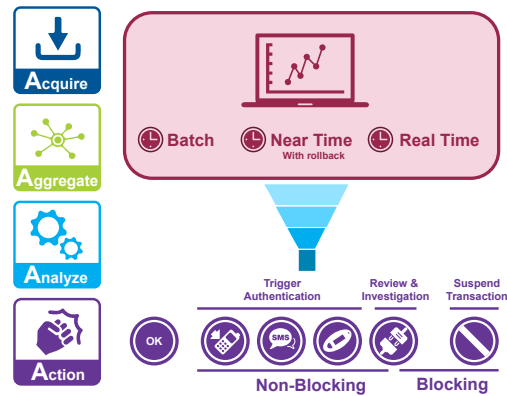 Acquire
Aggregate
Analyze
Action
Batch
Near Time
With rollback
Real Time
Trigger
Authentication
Review &
Investigation
Suspend
Transaction
OK
SMS
Non-Blocking
Blocking